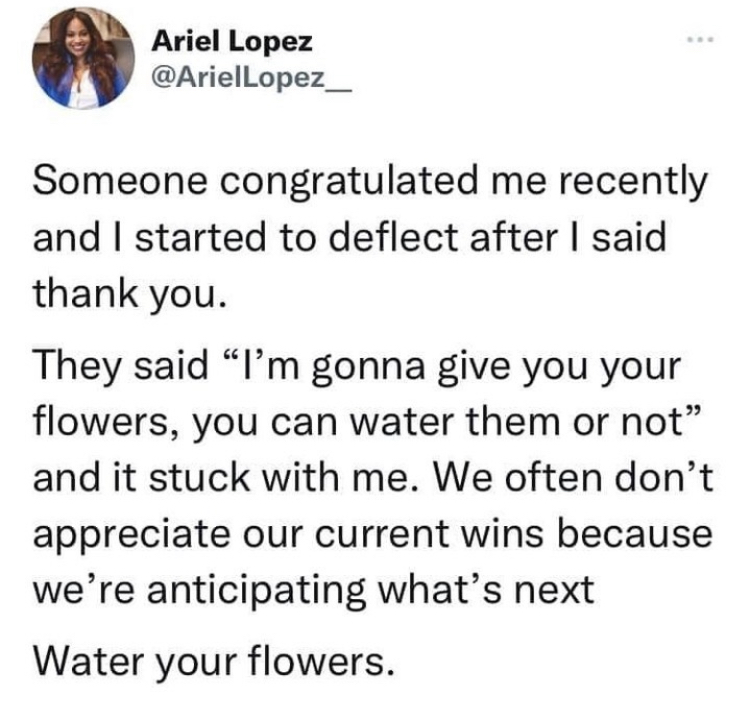 Ariel Lopez
@ArielLopez__
Someone congratulated me recently
and I started to deflect after I said
thank you.
They said “I’m gonna give you your
flowers, you can water them or not”
and it stuck with me. We often don’t
appreciate our current wins because
we’re anticipating what’s next
Water your flowers.